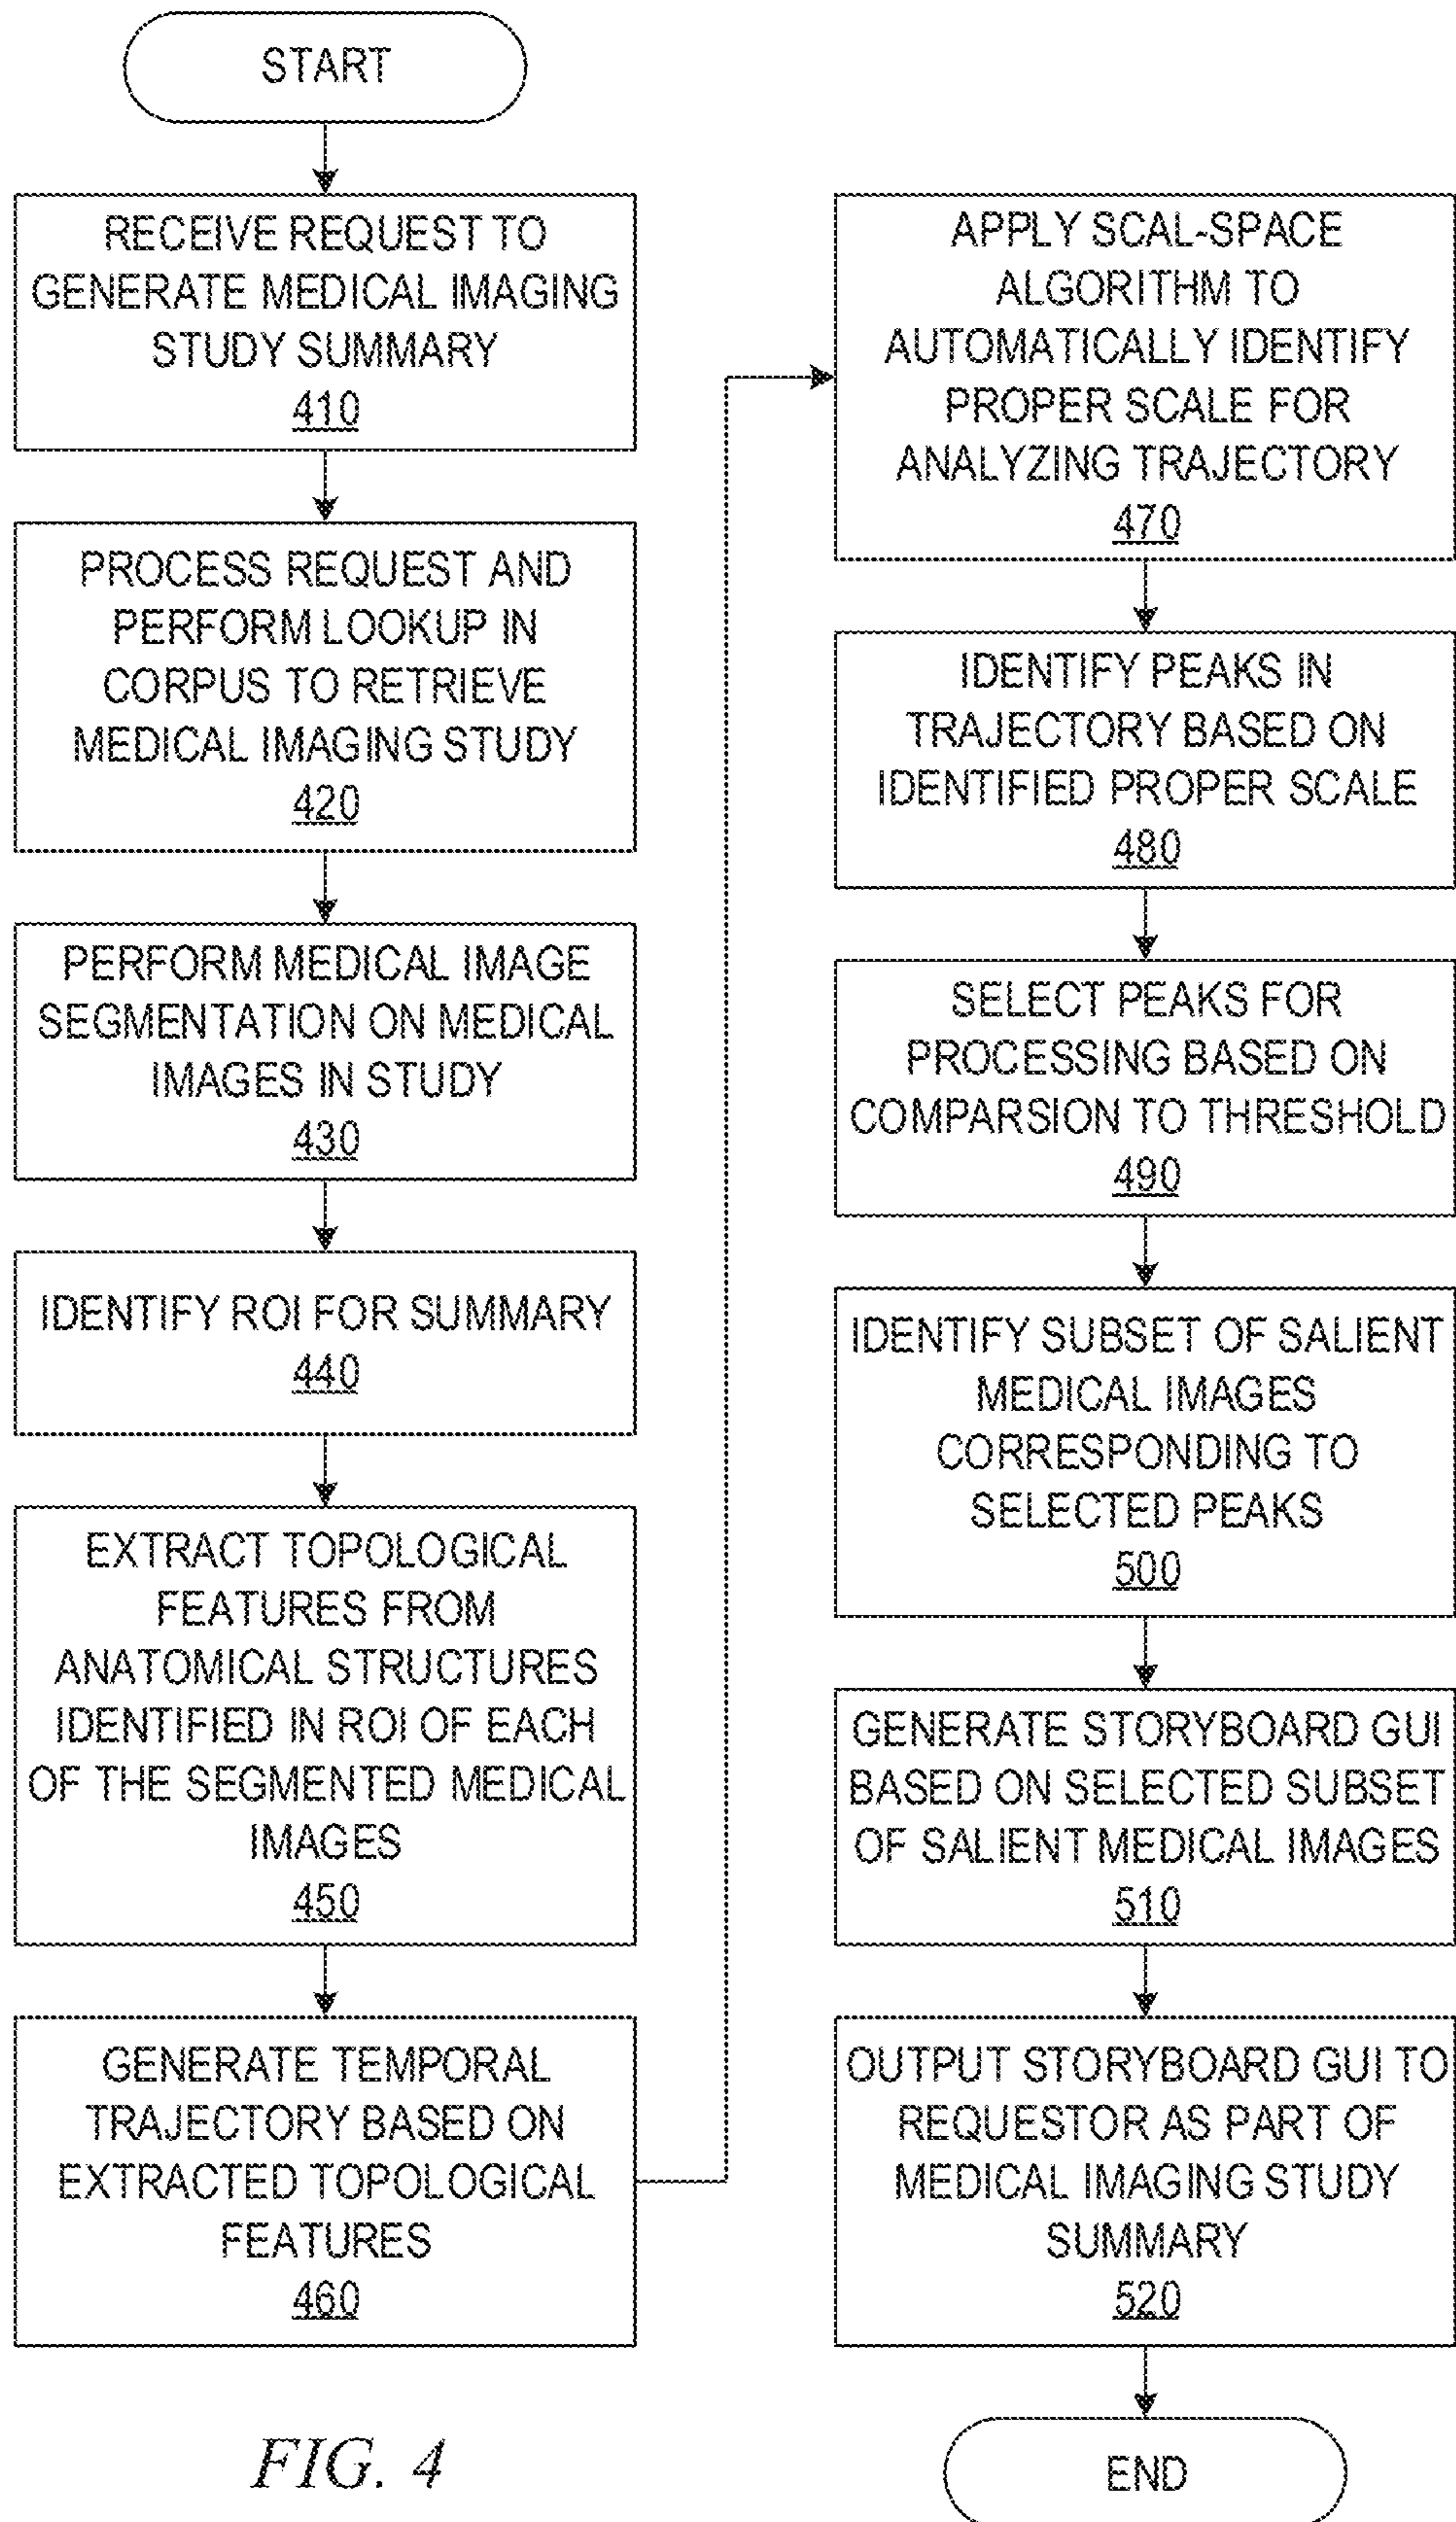 START
RECEIVE REQUEST TO
GENERATE MEDICAL IMAGING
STUDY SUMMARY
410
PROCESS REQUEST AND
PERFORM LOOKUP IN
CORPUS TO RETRIEVE
MEDICAL IMAGING STUDY
420
PERFORM MEDICAL IMAGE
SEGMENTATION ON MEDICAL
IMAGES IN STUDY
430
IDENTIFY ROI FOR SUMMARY
440
EXTRACT TOPOLOGICAL
FEATURES FROM
ANATOMICAL STRUCTURES
IDENTIFIED IN ROI OF EACH
OF THE SEGMENTED MEDICAL
IMAGES
450
GENERATE TEMPORAL
TRAJECTORY BASED ON
EXTRACTED TOPOLOGICAL
FEATURES
460
APPLY SCAL-SPACE
ALGORITHM TO
AUTOMATICALLY IDENTIFY
PROPER SCALE FOR
ANALYZING TRAJECTORY
470
IDENTIFY PEAKS IN
TRAJECTORY BASED ON
IDENTIFIED PROPER SCALE
480
SELECT PEAKS FOR
PROCESSING BASED ON
COMPARSION TO THRESHOLD
490
IDENTIFY SUBSET OF SALIENT
MEDICAL IMAGES
CORRESPONDING TO
SELECTED PEAKS
500
GENERATE STORYBOARD GUI
BASED ON SELECTED SUBSET
OF SALIENT MEDICAL IMAGES
510
OUTPUT STORYBOARD GUI TO
REQUESTOR AS PART OF
MEDICAL IMAGING STUDY
SUMMARY
520
END
FIG. 4